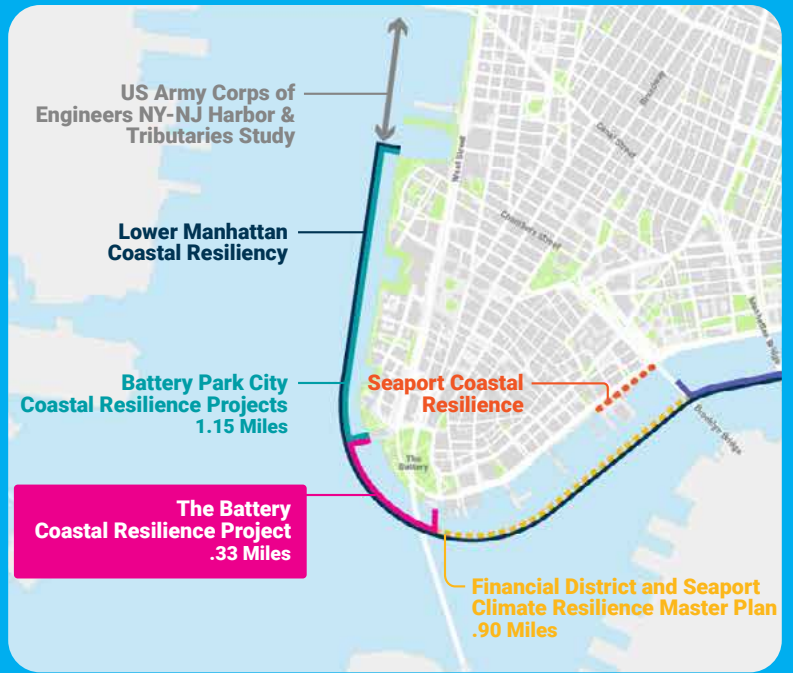 US Army Corps of
Engineers NY-NJ Harbor &
Tributaries Study
Lower Manhattan
Coastal Resiliency
Battery Park City
Coastal Resilience Projects
1.15 Miles
Seaport Coastal
Resilience
The Battery
Coastal Resilience Project
.33 Miles
Financial District and Seaport
Climate Resilience Master Plan
.90 Miles
West Street
Broadway
Canal Street
Chambers Street
Manhattan Bridge
Brooklyn Bridge
The
Battery